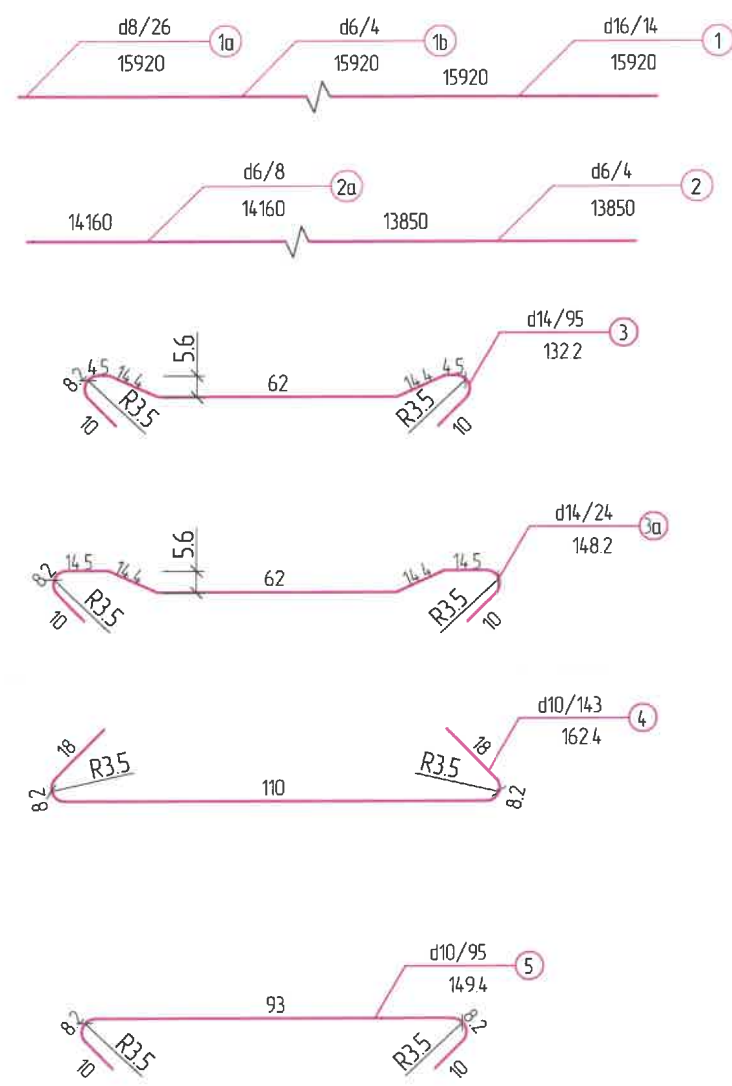 d8/26 1a d6/4 1b d16/14 1
15920 15920 15920 15920
d6/8 2a d6/4 2
14160 14160 13850 13850
d14/95 3
132.2
8.2 4.5 14.4 5.6 62 14.4 4.5
R3.5 R3.5
10 10
d14/24 3a
148.2
8.2 14.5 14.4 5.6 62 14.4 14.5
R3.5 R3.5
10 10
d10/143 4
162.4
18 18
R3.5 R3.5
8.2 110 8.2
d10/95 5
149.4
8.2 93 8.2
R3.5 R3.5
10 10